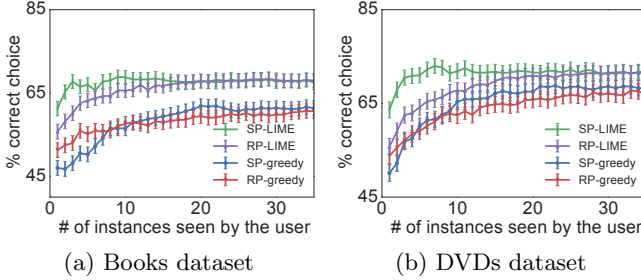 85
65
45
% correct choice
0
10
20
30
# of instances seen by the user
SP-LIME
RP-LIME
SP-greedy
RP-greedy
(a) Books dataset
85
65
45
% correct choice
0
10
20
30
# of instances seen by the user
SP-LIME
RP-LIME
SP-greedy
RP-greedy
(b) DVDs dataset